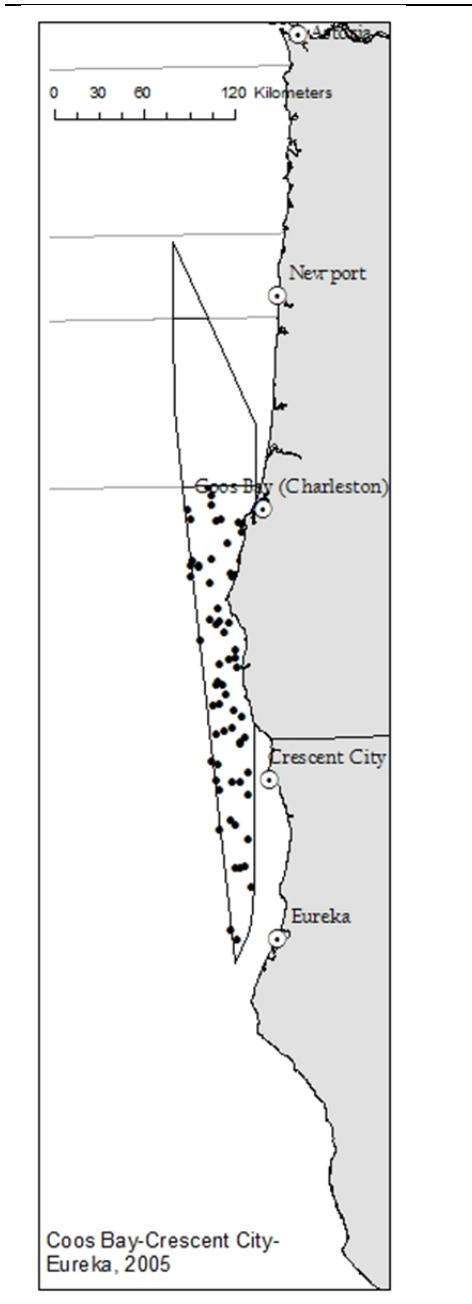 Astoria
0 30 60 120 Kilometers
Newport
Coos Bay (Charleston)
Crescent City
Eureka
Coos Bay-Crescent City-
Eureka, 2005